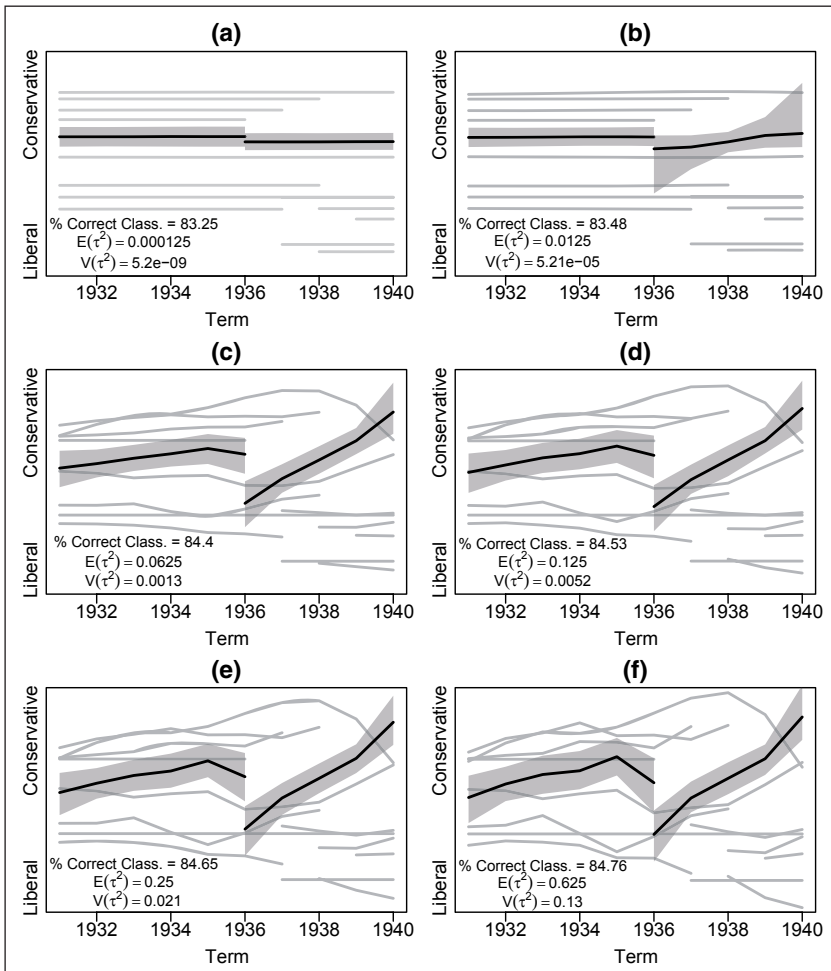 (a)
Conservative
Liberal
% Correct Class. = 83.25
E(τ²) = 0.000125
V(τ²) = 5.2e−09
1932 1934 1936 1938 1940
Term
(b)
Conservative
Liberal
% Correct Class. = 83.48
E(τ²) = 0.0125
V(τ²) = 5.21e−05
1932 1934 1936 1938 1940
Term
(c)
Conservative
Liberal
% Correct Class. = 84.4
E(τ²) = 0.0625
V(τ²) = 0.0013
1932 1934 1936 1938 1940
Term
(d)
Conservative
Liberal
% Correct Class. = 84.53
E(τ²) = 0.125
V(τ²) = 0.0052
1932 1934 1936 1938 1940
Term
(e)
Conservative
Liberal
% Correct Class. = 84.65
E(τ²) = 0.25
V(τ²) = 0.021
1932 1934 1936 1938 1940
Term
(f)
Conservative
Liberal
% Correct Class. = 84.76
E(τ²) = 0.625
V(τ²) = 0.13
1932 1934 1936 1938 1940
Term